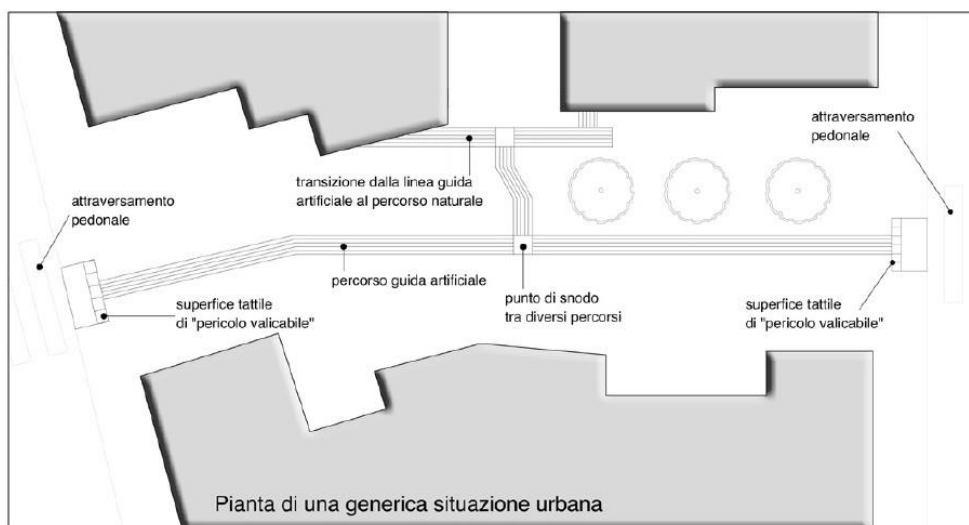 attraversamento
pedonale
transizione dalla linea guida
artificiale al percorso naturale
attraversamento
pedonale
percorso guida artificiale
punto di snodo
tra diversi percorsi
superfice tattile
di "pericolo valicabile"
superfice tattile
di "pericolo valicabile"
Pianta di una generica situazione urbana